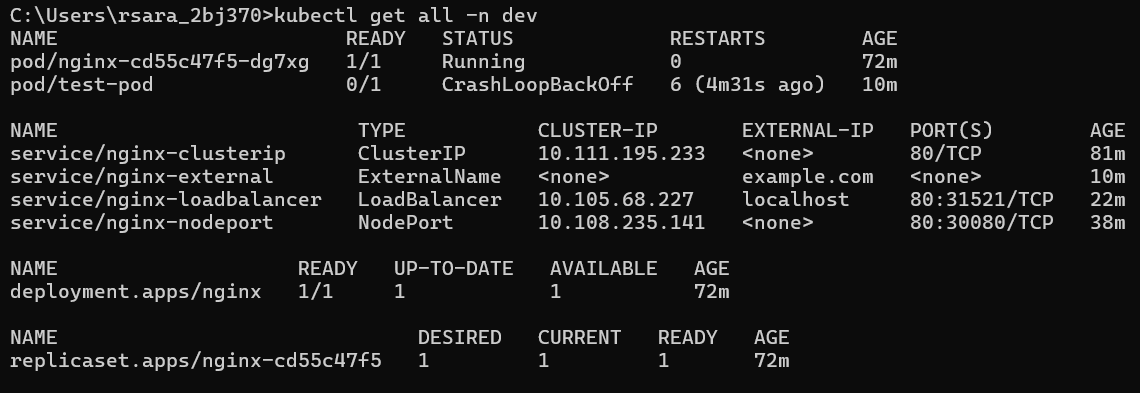 C:\Users\rsara_2bj370>kubectl get all -n dev
NAME                        READY   STATUS             RESTARTS        AGE
pod/nginx-cd55c47f5-dg7xg   1/1     Running            0               72m
pod/test-pod                0/1     CrashLoopBackOff   6 (4m31s ago)   10m

NAME                         TYPE           CLUSTER-IP       EXTERNAL-IP   PORT(S)        AGE
service/nginx-clusterip      ClusterIP      10.111.195.233   <none>        80/TCP         81m
service/nginx-external       ExternalName   <none>           example.com   <none>         10m
service/nginx-loadbalancer   LoadBalancer   10.105.68.227    localhost     80:31521/TCP   22m
service/nginx-nodeport       NodePort       10.108.235.141   <none>        80:30080/TCP   38m

NAME                    READY   UP-TO-DATE   AVAILABLE   AGE
deployment.apps/nginx   1/1     1            1           72m

NAME                              DESIRED   CURRENT   READY   AGE
replicaset.apps/nginx-cd55c47f5   1         1         1       72m